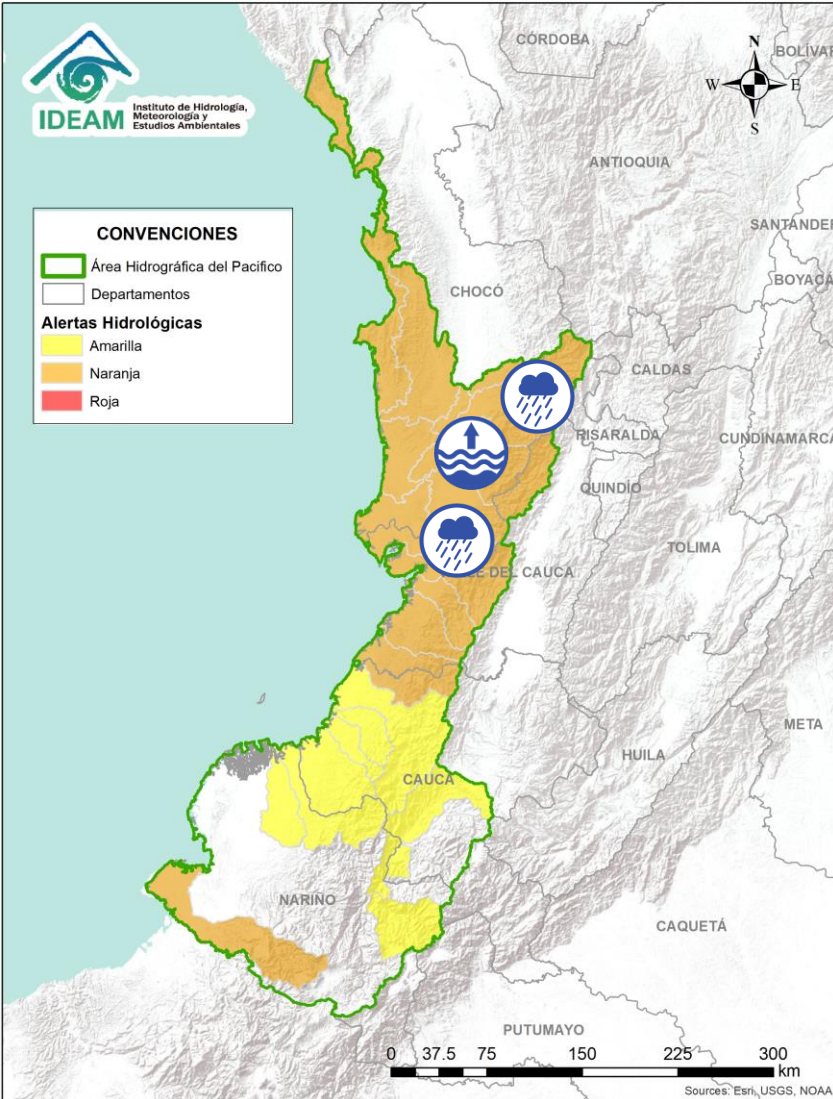 IDEAM
Instituto de Hidrología,
Meteorología y
Estudios Ambientales
CONVENCIONES
Área Hidrográfica del Pacifico
Departamentos
Alertas Hidrológicas
Amarilla
Naranja
Roja
N
W
E
S
CÓRDOBA
BOLÍVAR
ANTIOQUIA
SANTANDER
BOYACÁ
CHOCÓ
CALDAS
RISARALDA
CUNDINAMARCA
QUINDÍO
TOLIMA
DEL CAUCA
META
HUILA
CAUCA
NARIÑO
CAQUETÁ
PUTUMAYO
0 37.5 75 150 225 300
km
Sources: Esri, USGS, NOAA